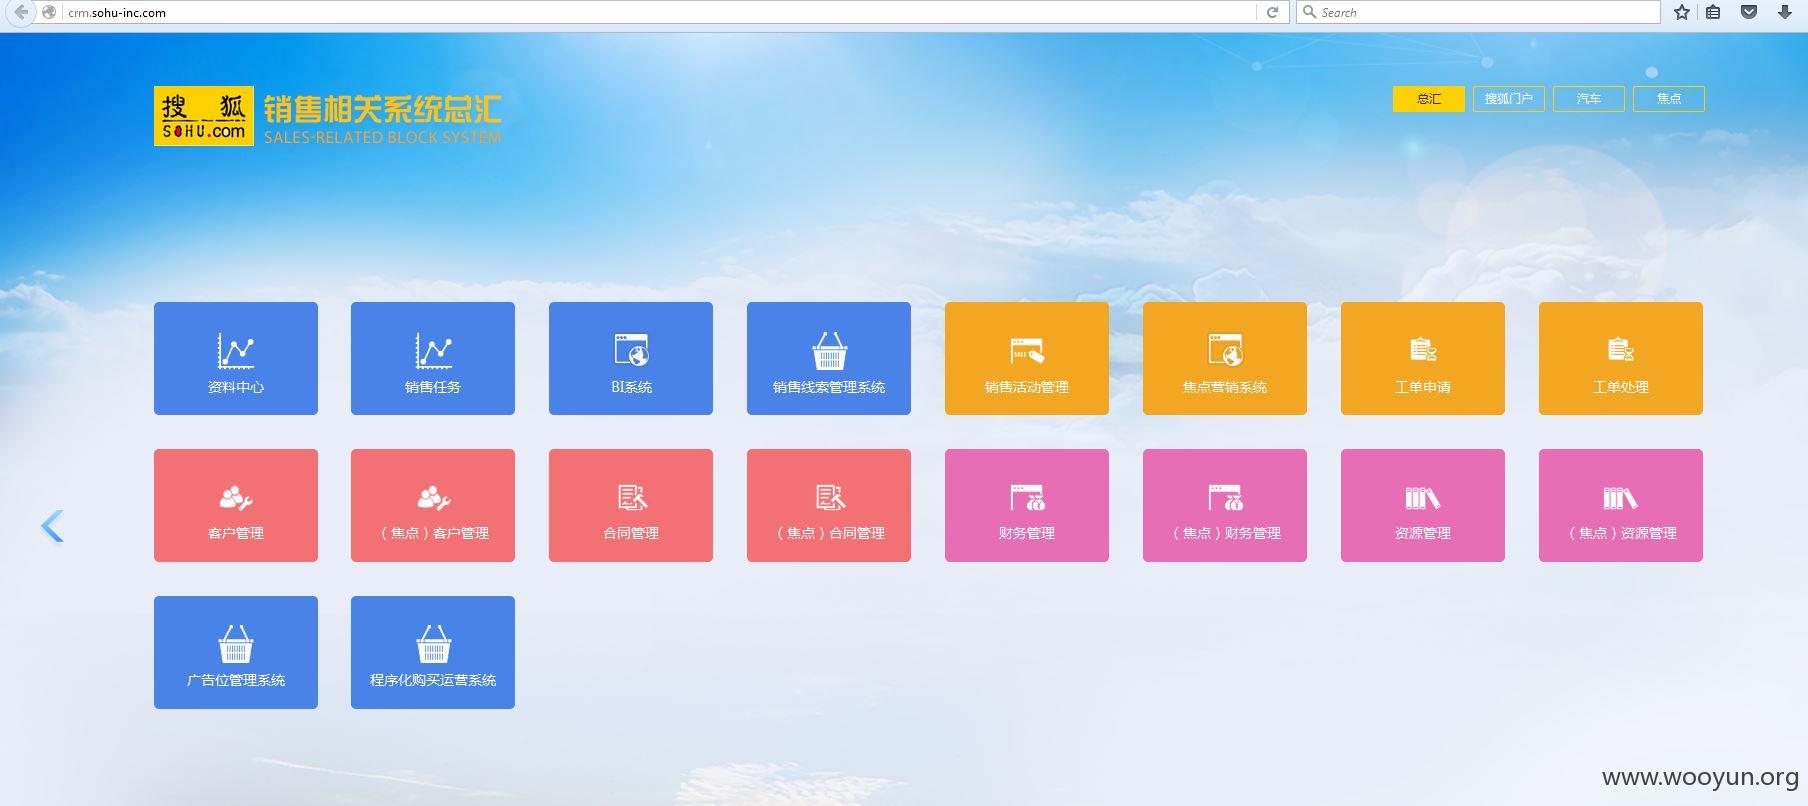 crm.sohu-inc.com
Search
搜狐
SOHU.com
销售相关系统总汇
SALES-RELATED BLOCK SYSTEM
总汇
搜狐门户
汽车
焦点
资料中心
销售任务
BI系统
销售线索管理系统
SALE
销售活动管理
焦点营销系统
工单申请
工单处理
客户管理
（焦点）客户管理
合同管理
（焦点）合同管理
财务管理
（焦点）财务管理
资源管理
（焦点）资源管理
广告位管理系统
程序化购买运营系统
www.wooyun.org